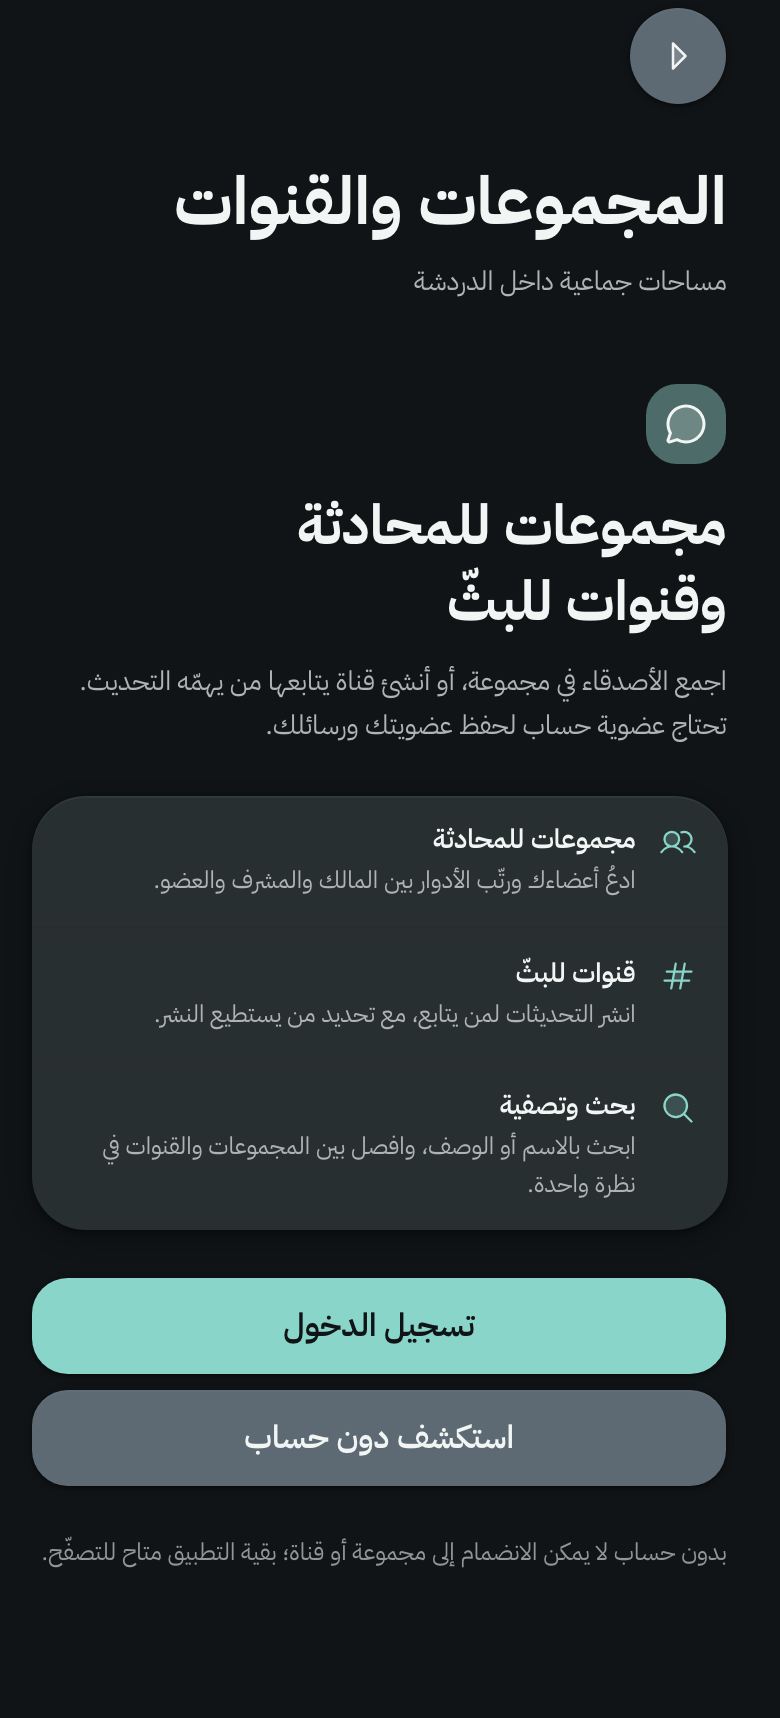 المجموعات والقنوات
مساحات جماعية داخل الدردشة
مجموعات للمحادثة
وقنوات للبثّ
اجمع الأصدقاء في مجموعة، أو أنشئ قناة يتابعها من يهمّه التحديث.
تحتاج عضوية حساب لحفظ عضويتك ورسائلك.
مجموعات للمحادثة
ادعُ أعضاءك ورتّب الأدوار بين المالك والمشرف والعضو.
قنوات للبثّ
انشر التحديثات لمن يتابع، مع تحديد من يستطيع النشر.
بحث وتصفية
ابحث بالاسم أو الوصف، وافصل بين المجموعات والقنوات في
نظرة واحدة.
تسجيل الدخول
استكشف دون حساب
بدون حساب لا يمكن الانضمام إلى مجموعة أو قناة؛ بقية التطبيق متاح للتصفّح.